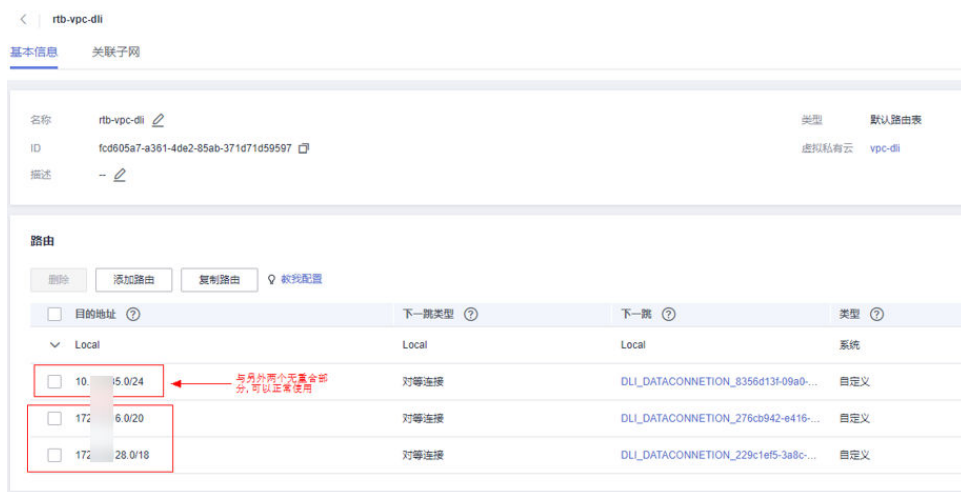 rtb-vpc-dli
基本信息 关联子网
名称 rtb-vpc-dli 类型 默认路由表
ID fcd605a7-a361-4de2-85ab-371d71d59597 虚拟私有云 vpc-dli
描述 --
路由
删除 添加路由 复制路由 教我配置
目的地址 下一跳类型 下一跳 类型
Local Local Local 系统
10. 35.0/24 对等连接 DLI_DATACONNETION_8356d13f-09a0-... 自定义
与另外两个无重合部
分,可以正常使用
172 6.0/20 对等连接 DLI_DATACONNETION_276cb942-e416-... 自定义
172 28.0/18 对等连接 DLI_DATACONNETION_229c1ef5-3a8c-... 自定义